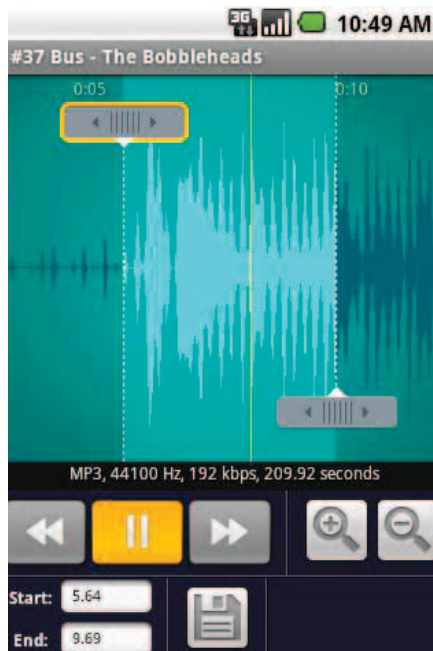 3G 10:49 AM
#37 Bus - The Bobbleheads
0:05 0:10
MP3, 44100 Hz, 192 kbps, 209.92 seconds
Start: 5.64
End: 9.69